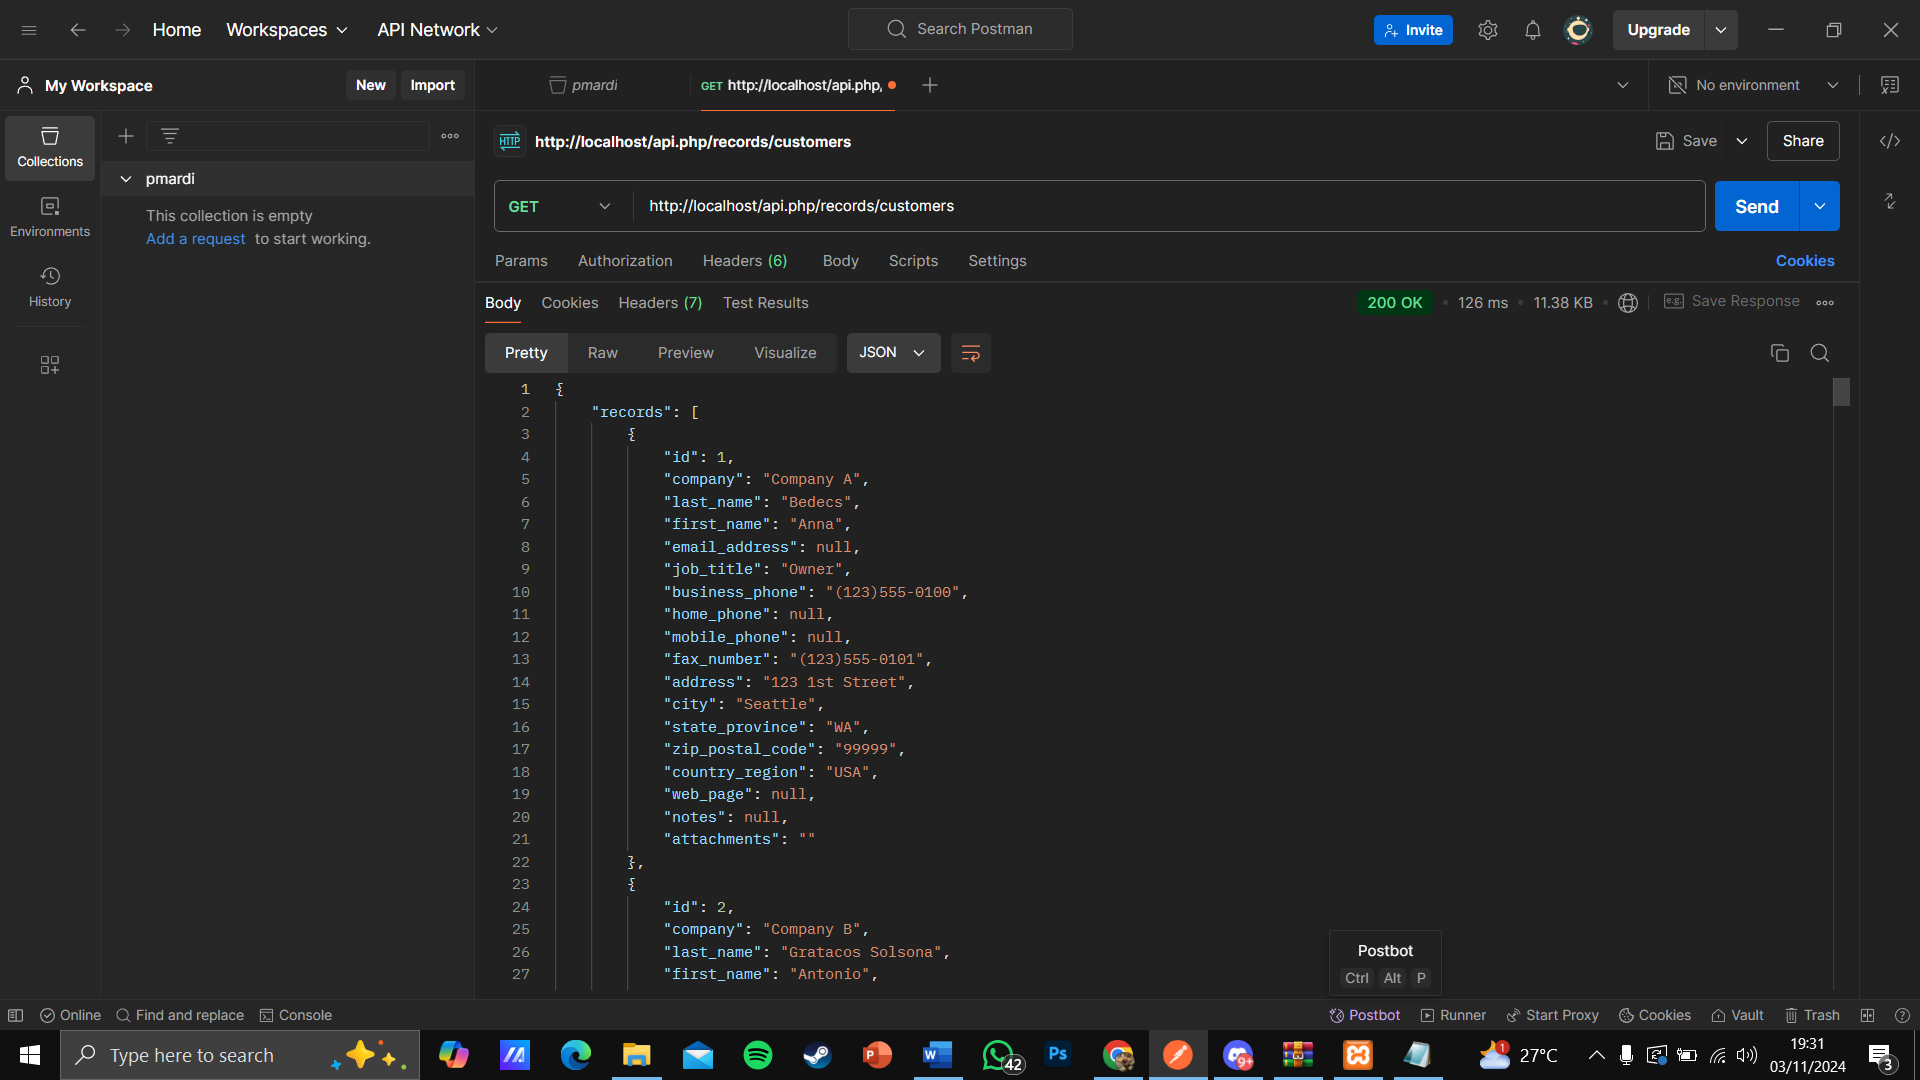 Home Workspaces API Network Search Postman Invite Upgrade
My Workspace New Import pmardi GET http://localhost/api.php, No environment
Collections
Environments
History
pmardi
This collection is empty
Add a request to start working.
HTTP http://localhost/api.php/records/customers Save Share
GET http://localhost/api.php/records/customers Send
Params Authorization Headers (6) Body Scripts Settings Cookies
Body Cookies Headers (7) Test Results 200 OK 126 ms 11.38 KB e.g. Save Response
Pretty Raw Preview Visualize JSON
1 {
2 "records": [
3 {
4 "id": 1,
5 "company": "Company A",
6 "last_name": "Bedecs",
7 "first_name": "Anna",
8 "email_address": null,
9 "job_title": "Owner",
10 "business_phone": "(123)555-0100",
11 "home_phone": null,
12 "mobile_phone": null,
13 "fax_number": "(123)555-0101",
14 "address": "123 1st Street",
15 "city": "Seattle",
16 "state_province": "WA",
17 "zip_postal_code": "99999",
18 "country_region": "USA",
19 "web_page": null,
20 "notes": null,
21 "attachments": ""
22 },
23 {
24 "id": 2,
25 "company": "Company B",
26 "last_name": "Gratacos Solsona",
27 "first_name": "Antonio",
Postbot
Ctrl Alt P
Online Find and replace Console Postbot Runner Start Proxy Cookies Vault Trash
Type here to search P W 42 Ps 9+ 1 27°C 19:31
03/11/2024 3